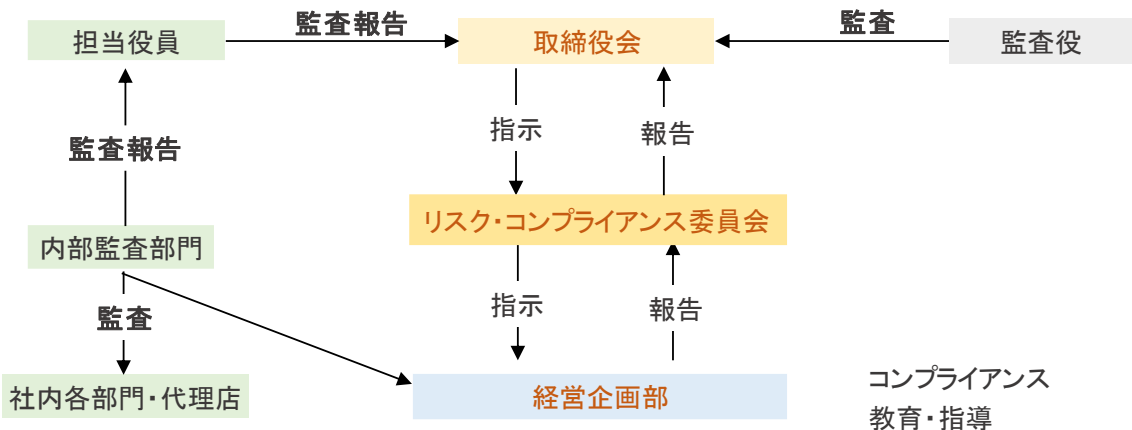 監査報告
監査
担当役員
取締役会
監査役
指示
報告
監査報告
リスク・コンプライアンス委員会
内部監査部門
指示
報告
監査
社内各部門・代理店
経営企画部
コンプライアンス
教育・指導